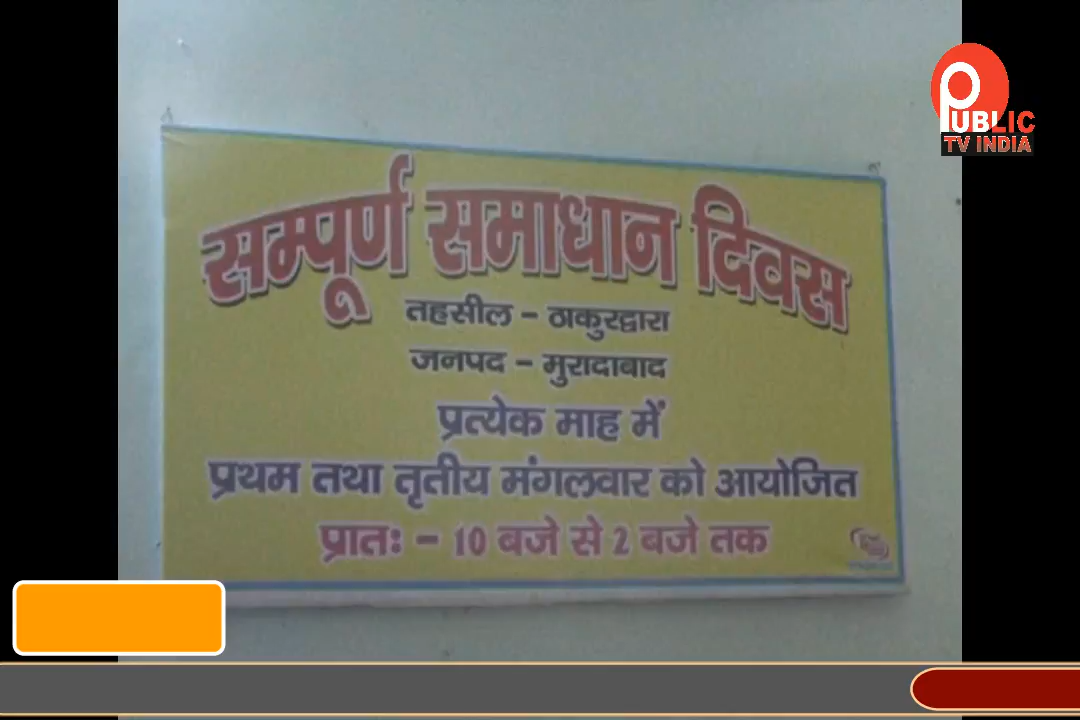 PUBLIC
TV INDIA
सम्पूर्ण समाधान दिवस
तहसील - ठाकुरद्वारा
जनपद - मुरादाबाद
प्रत्येक माह में
प्रथम तथा तृतीय मंगलवार को आयोजित
प्रातः - 10 बजे से 2 बजे तक